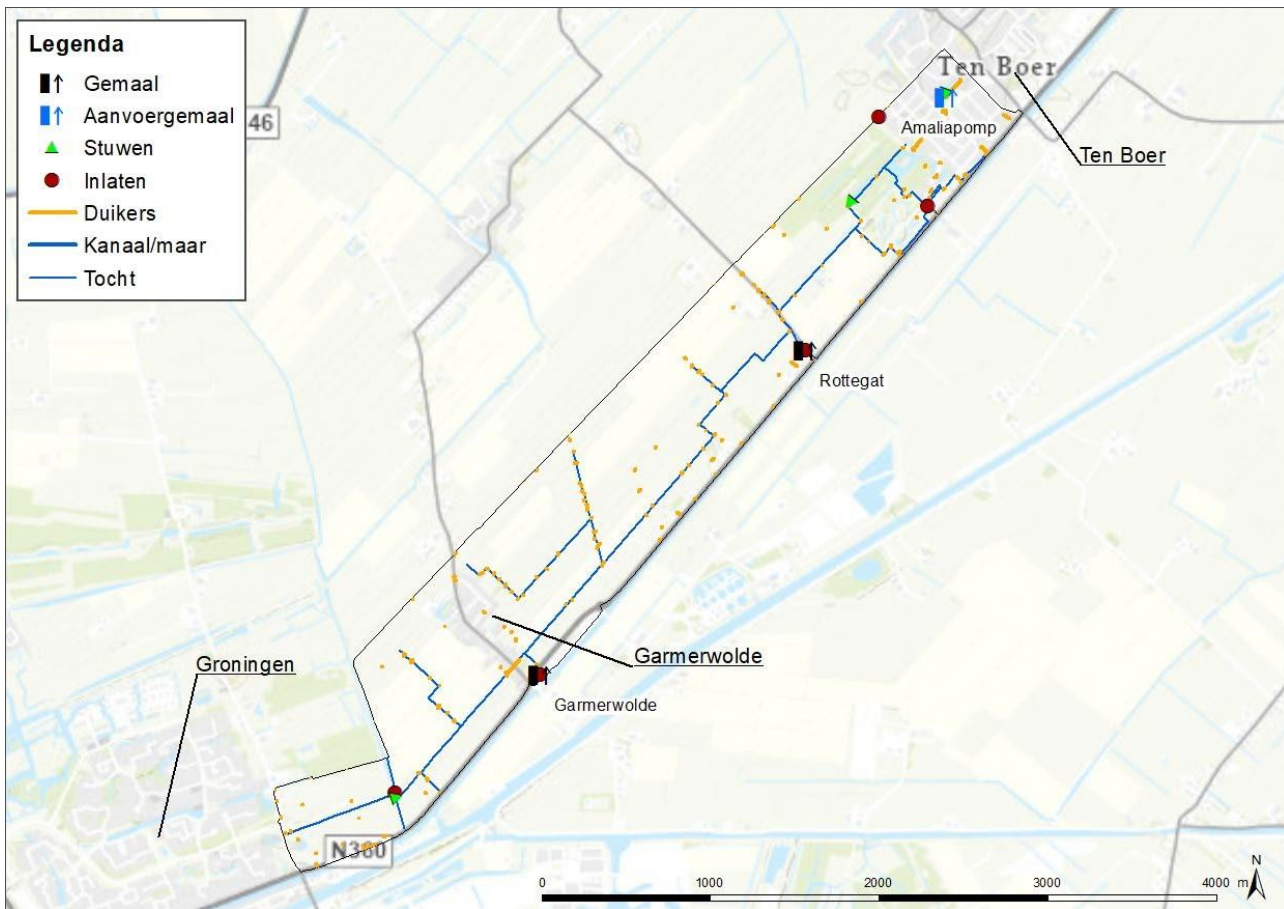 Legenda
Gemaal
Aanvoergemaal
Stuwen
Inlaten
Duikers
Kanaal/maar
Tocht
46
Ten Boer
Amaliapomp
Ten Boer
Rottegat
Garmerwolde
Groningen
Garmerwolde
N360
N
0 1000 2000 3000 4000 m